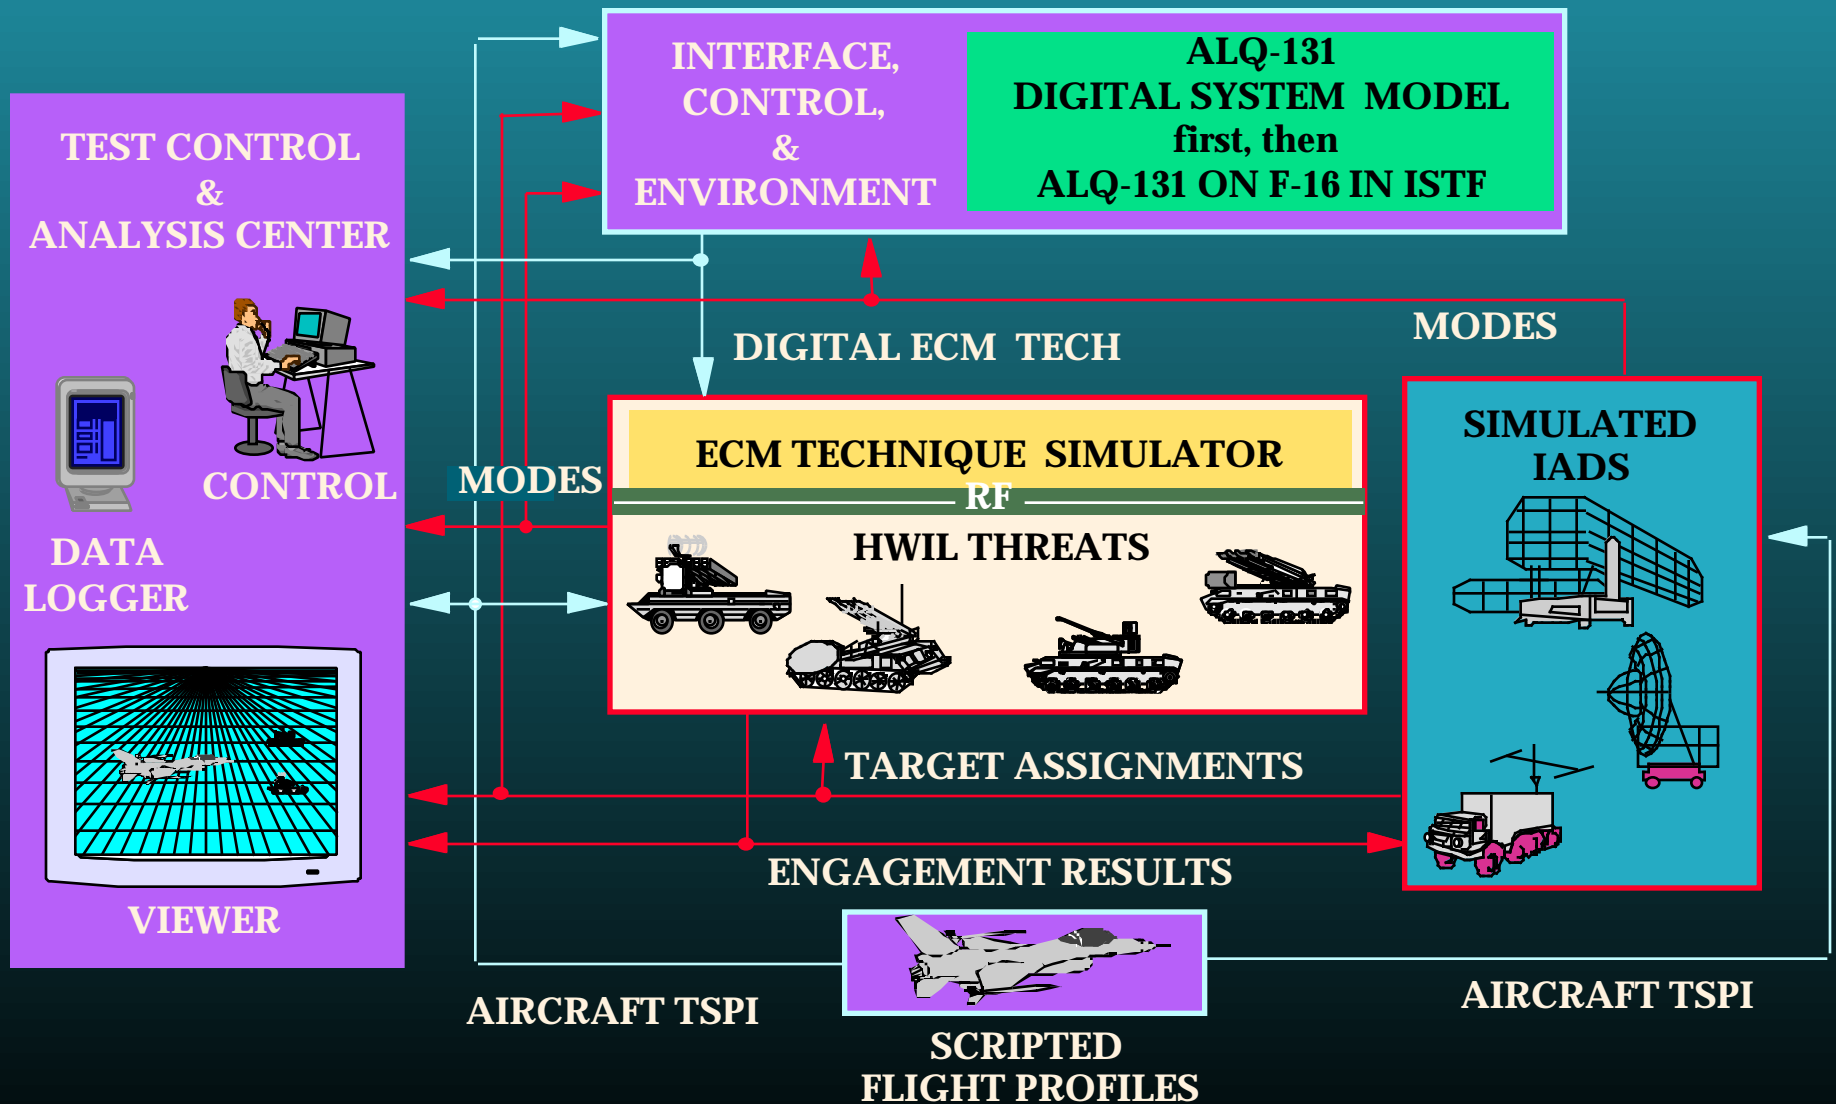 INTERFACE,
CONTROL,
&
ENVIRONMENT
ALQ-131
DIGITAL SYSTEM MODEL
first, then
ALQ-131 ON F-16 IN ISTF
TEST CONTROL
&
ANALYSIS CENTER
CONTROL
DATA
LOGGER
VIEWER
DIGITAL ECM TECH
MODES
MODES
ECM TECHNIQUE SIMULATOR
RF
HWIL THREATS
SIMULATED
IADS
TARGET ASSIGNMENTS
ENGAGEMENT RESULTS
AIRCRAFT TSPI
AIRCRAFT TSPI
SCRIPTED
FLIGHT PROFILES